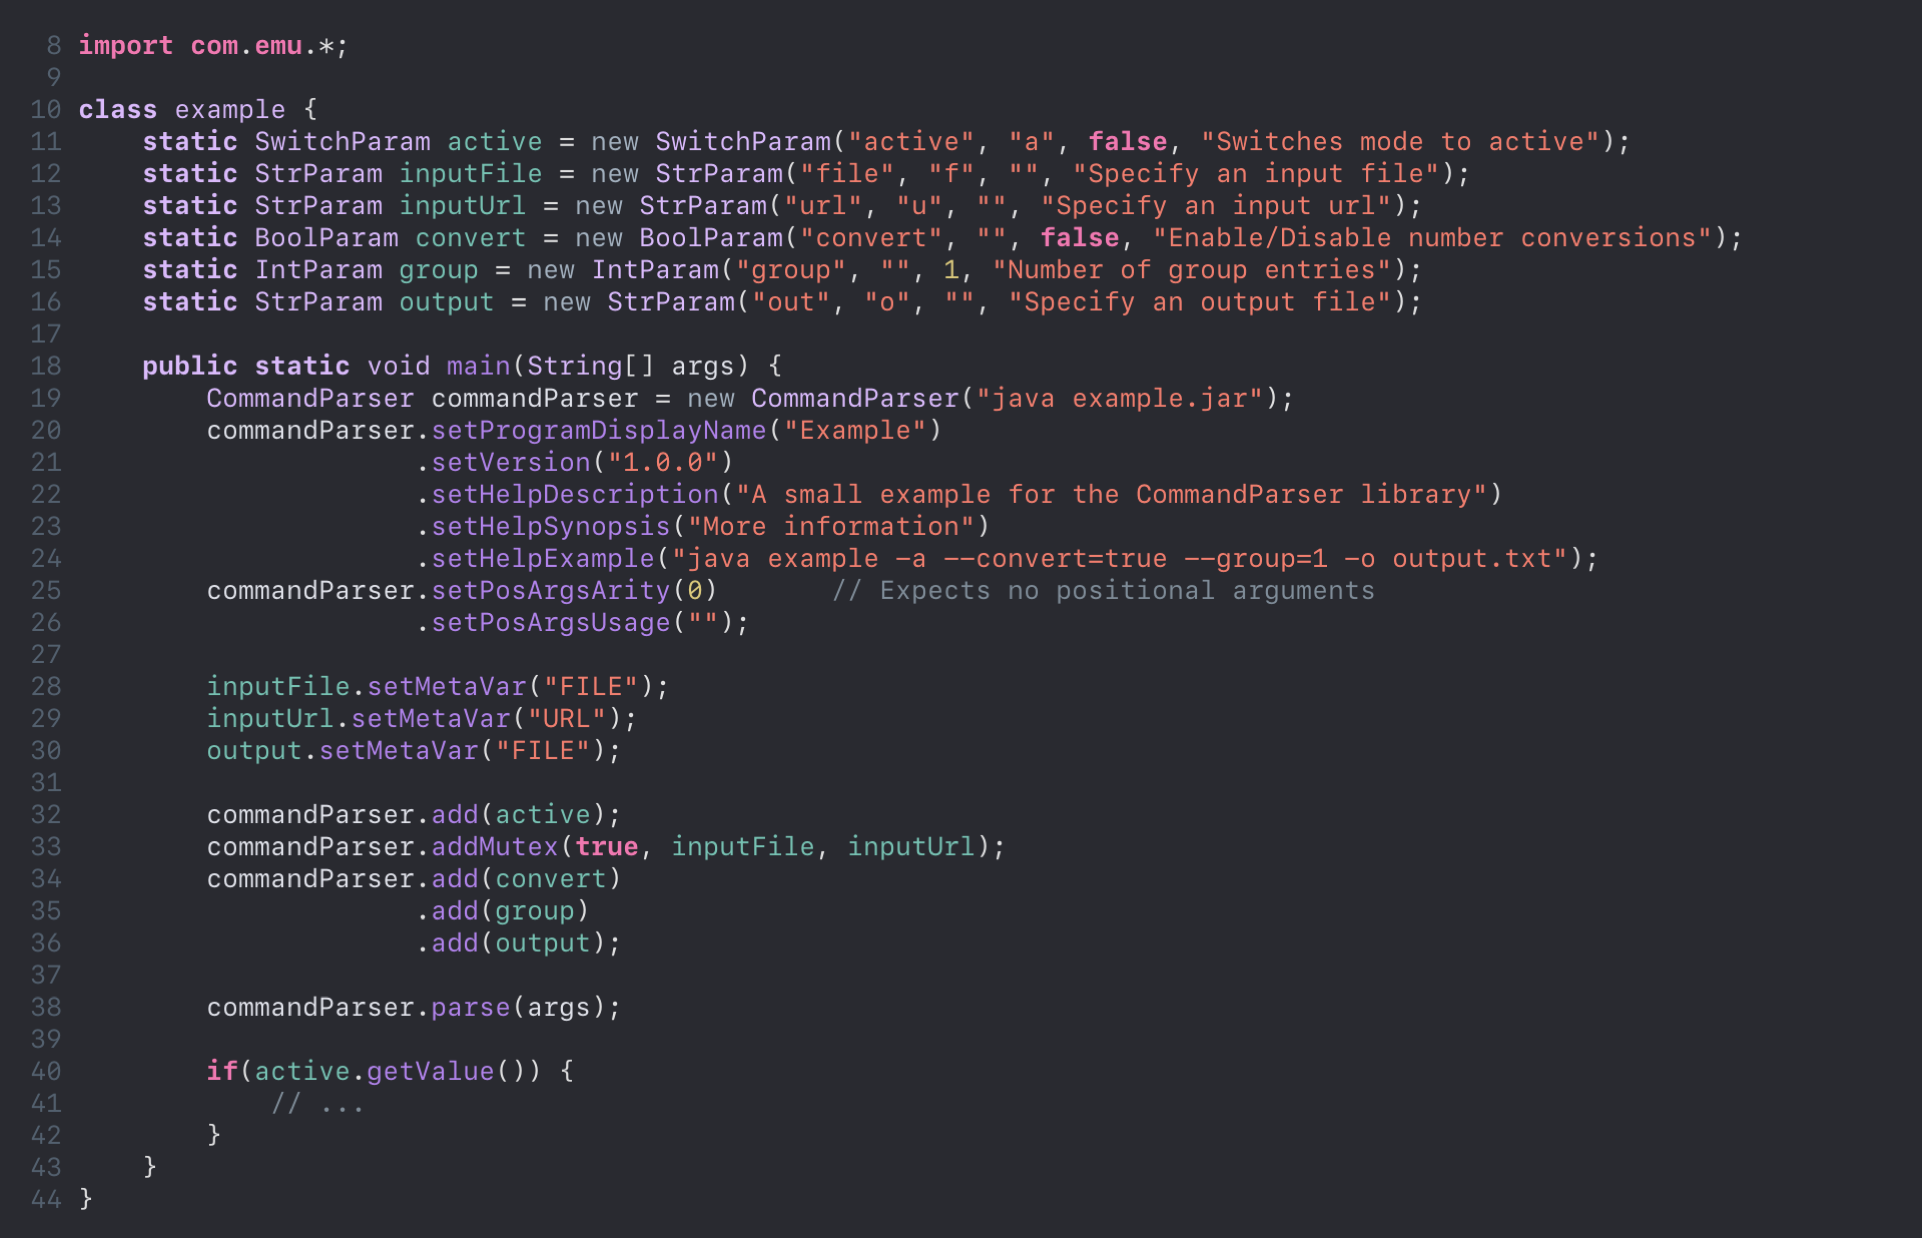 8 import com.emu.*;
9
10 class example {
11     static SwitchParam active = new SwitchParam("active", "a", false, "Switches mode to active");
12     static StrParam inputFile = new StrParam("file", "f", "", "Specify an input file");
13     static StrParam inputUrl = new StrParam("url", "u", "", "Specify an input url");
14     static BoolParam convert = new BoolParam("convert", "", false, "Enable/Disable number conversions");
15     static IntParam group = new IntParam("group", "", 1, "Number of group entries");
16     static StrParam output = new StrParam("out", "o", "", "Specify an output file");
17
18     public static void main(String[] args) {
19         CommandParser commandParser = new CommandParser("java example.jar");
20         commandParser.setProgramDisplayName("Example")
21                      .setVersion("1.0.0")
22                      .setHelpDescription("A small example for the CommandParser library")
23                      .setHelpSynopsis("More information")
24                      .setHelpExample("java example -a --convert=true --group=1 -o output.txt");
25         commandParser.setPosArgsArity(0)       // Expects no positional arguments
26                      .setPosArgsUsage("");
27
28         inputFile.setMetaVar("FILE");
29         inputUrl.setMetaVar("URL");
30         output.setMetaVar("FILE");
31
32         commandParser.add(active);
33         commandParser.addMutex(true, inputFile, inputUrl);
34         commandParser.add(convert)
35                      .add(group)
36                      .add(output);
37
38         commandParser.parse(args);
39
40         if(active.getValue()) {
41             // ...
42         }
43     }
44 }